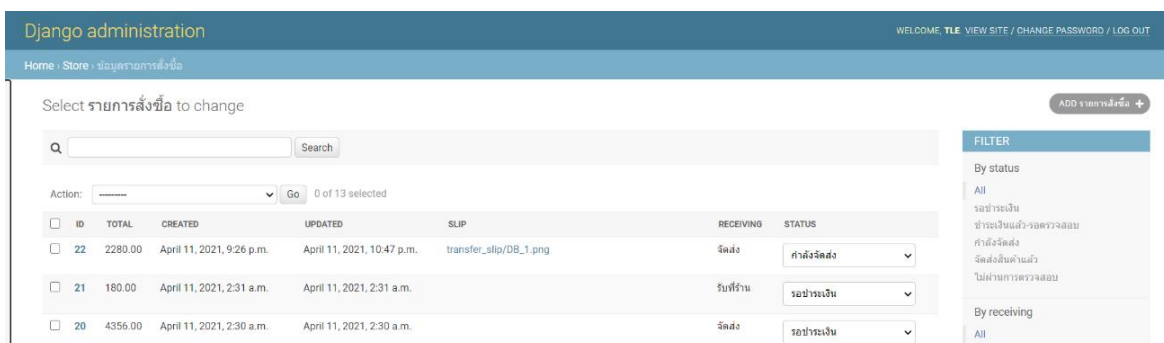 Django administration
WELCOME, TLE. VIEW SITE / CHANGE PASSWORD / LOG OUT
Home › Store › ข้อมูลรายการสั่งซื้อ
Select รายการสั่งซื้อ to change
ADD รายการสั่งซื้อ +
Search
Action: --------- Go 0 of 13 selected
ID TOTAL CREATED UPDATED SLIP RECEIVING STATUS
22 2280.00 April 11, 2021, 9:26 p.m. April 11, 2021, 10:47 p.m. transfer_slip/DB_1.png จัดส่ง กำลังจัดส่ง
21 180.00 April 11, 2021, 2:31 a.m. April 11, 2021, 2:31 a.m. รับที่ร้าน รอชำระเงิน
20 4356.00 April 11, 2021, 2:30 a.m. April 11, 2021, 2:30 a.m. จัดส่ง รอชำระเงิน
FILTER
By status
All
รอชำระเงิน
ชำระเงินแล้ว-รอตรวจสอบ
กำลังจัดส่ง
จัดส่งสินค้าแล้ว
ไม่ผ่านการตรวจสอบ
By receiving
All